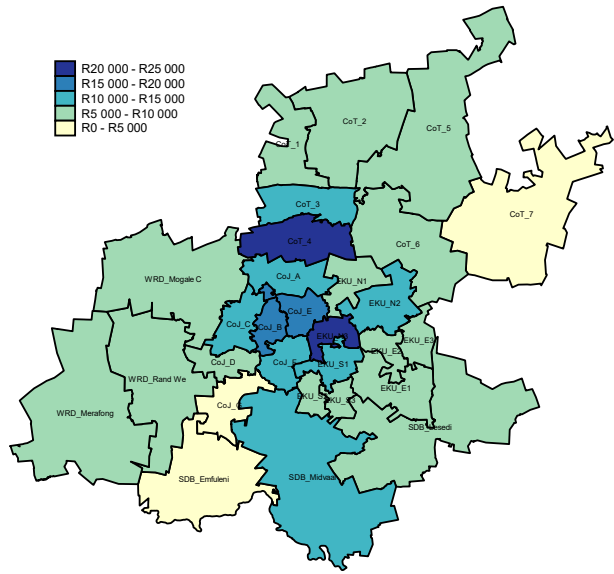 R20 000 - R25 000
R15 000 - R20 000
R10 000 - R15 000
R5 000 - R10 000
R0 - R5 000
CoT_2
CoT_5
CoT_1
CoT_3
CoT_7
CoT_4
CoT_6
CoJ_A
WRD_Mogale C
EKU_N1
EKU_N2
CoJ_E
CoJ_C
CoJ_B
EKU_E3
EKU_E2
CoJ_D
CoJ_F
EKU_S1
WRD_Rand We
EKU_E1
WRD_Merafong
SDB_Midvaal
SDB_Emfuleni